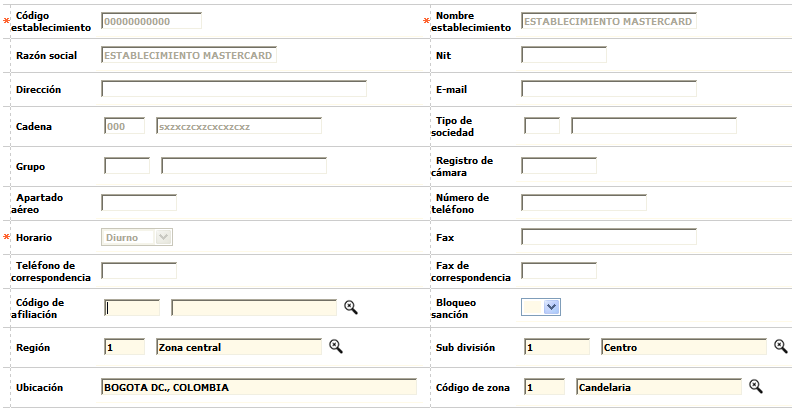 * Código establecimiento 00000000000 * Nombre establecimiento ESTABLECIMIENTO MASTERCARD
Razón social ESTABLECIMIENTO MASTERCARD Nit
Dirección E-mail
Cadena 000 sxzxczcxzcxcxzcxz Tipo de sociedad
Grupo Registro de cámara
Apartado aéreo Número de teléfono
* Horario Diurno Fax
Teléfono de correspondencia Fax de correspondencia
Código de afiliación Bloqueo sanción
Región 1 Zona central Sub división 1 Centro
Ubicación BOGOTA DC., COLOMBIA Código de zona 1 Candelaria